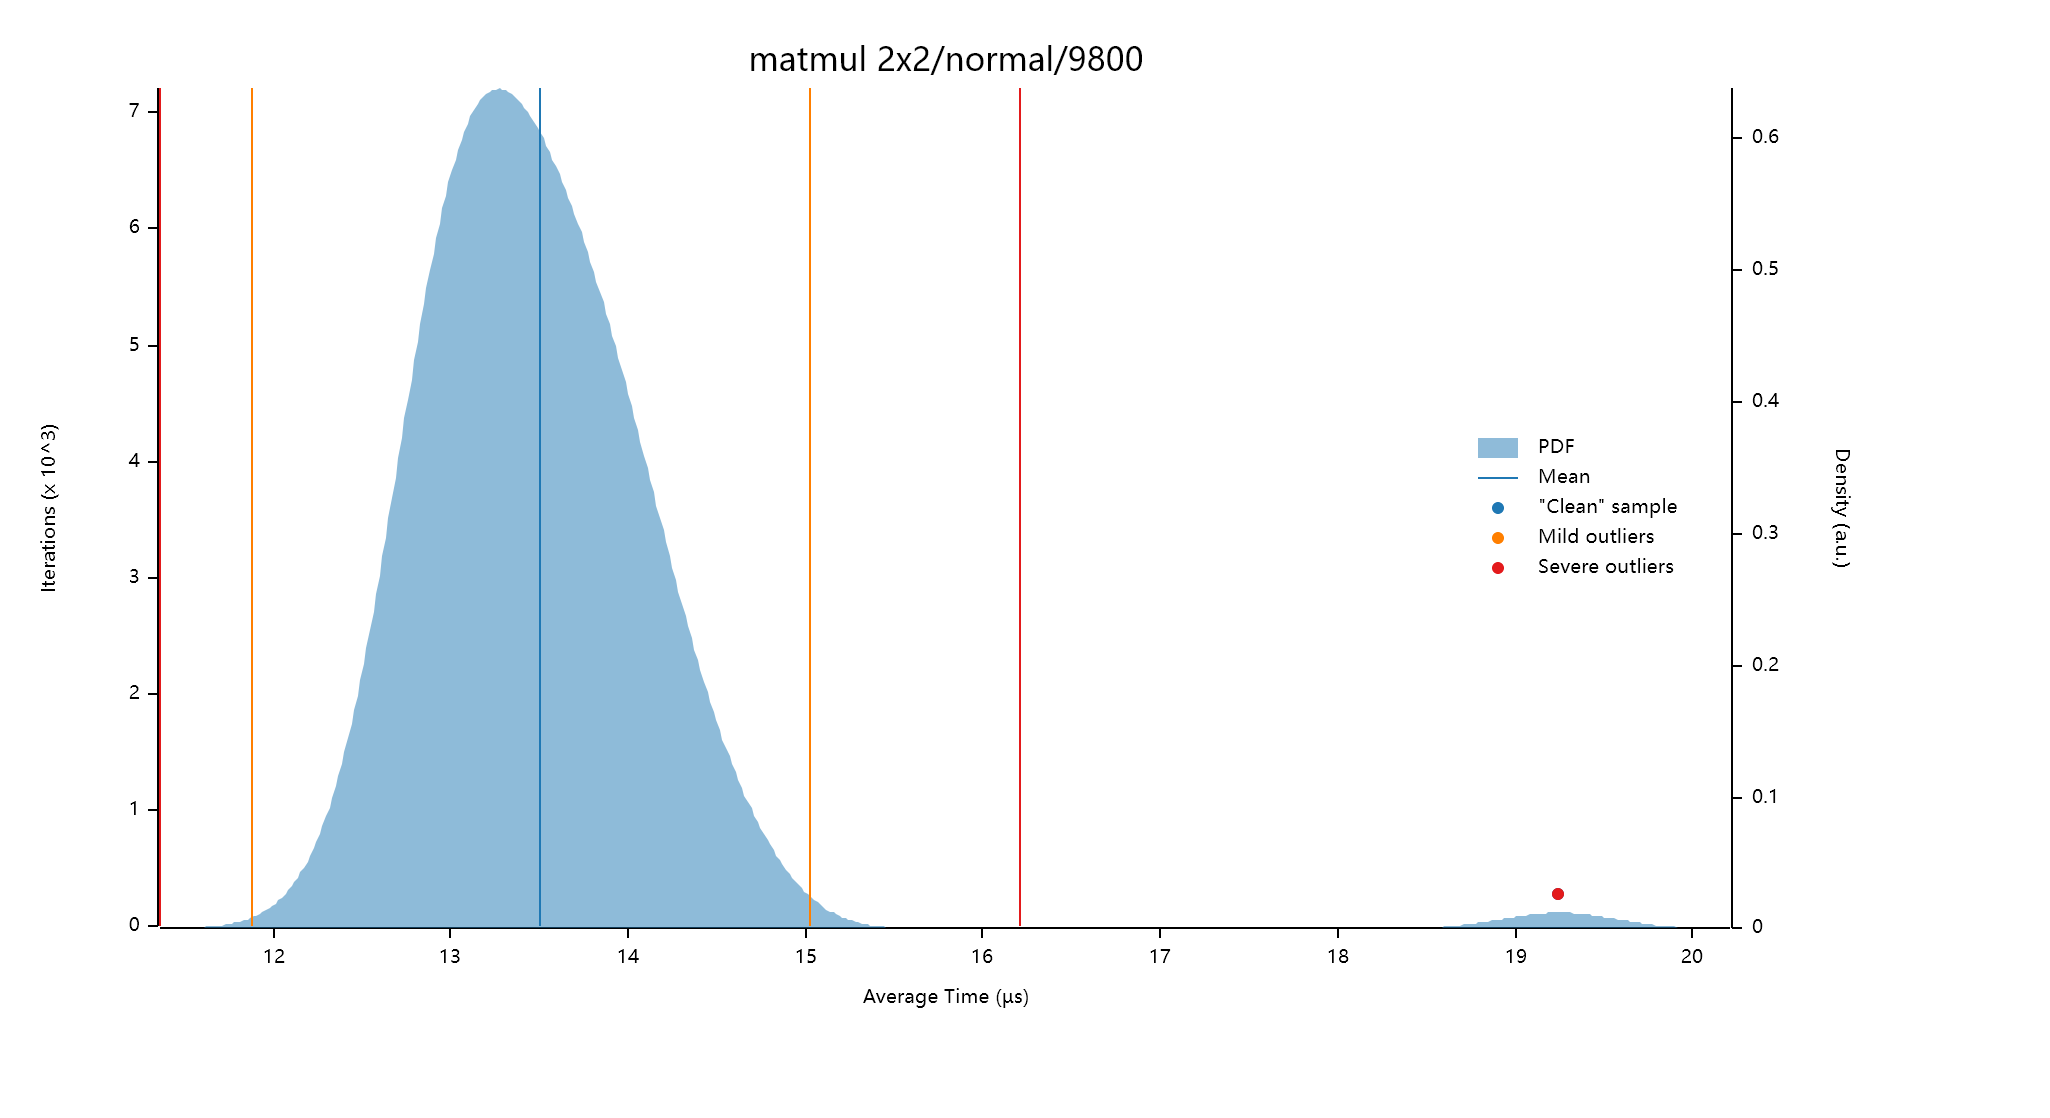 matmul 2x2/normal/9800
Iterations (x 10^3)
7
6
5
4
3
2
1
0
0.6
0.5
0.4
0.3
0.2
0.1
0
Density (a.u.)
PDF
Mean
"Clean" sample
Mild outliers
Severe outliers
12 13 14 15 16 17 18 19 20
Average Time (µs)